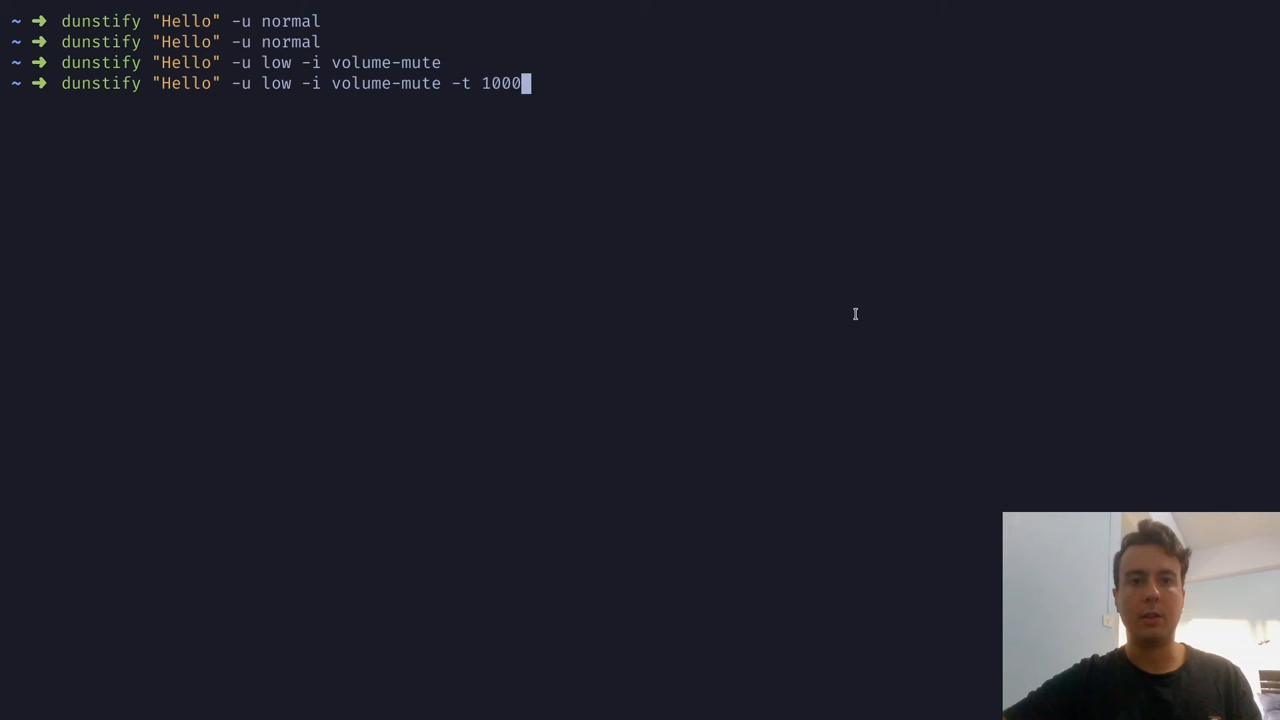 ~ ➜ dunstify "Hello" -u normal
~ ➜ dunstify "Hello" -u normal
~ ➜ dunstify "Hello" -u low -i volume-mute
~ ➜ dunstify "Hello" -u low -i volume-mute -t 1000